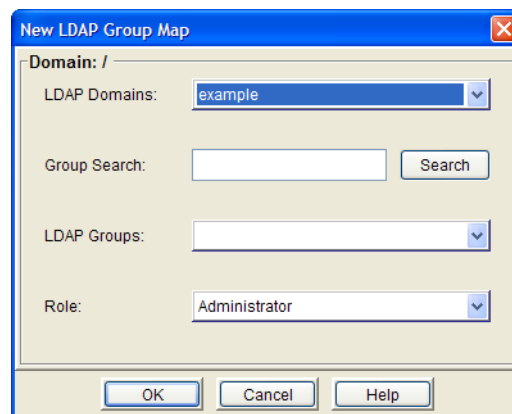 New LDAP Group Map
Domain: /
LDAP Domains: example
Group Search: Search
LDAP Groups:
Role: Administrator
OK Cancel Help